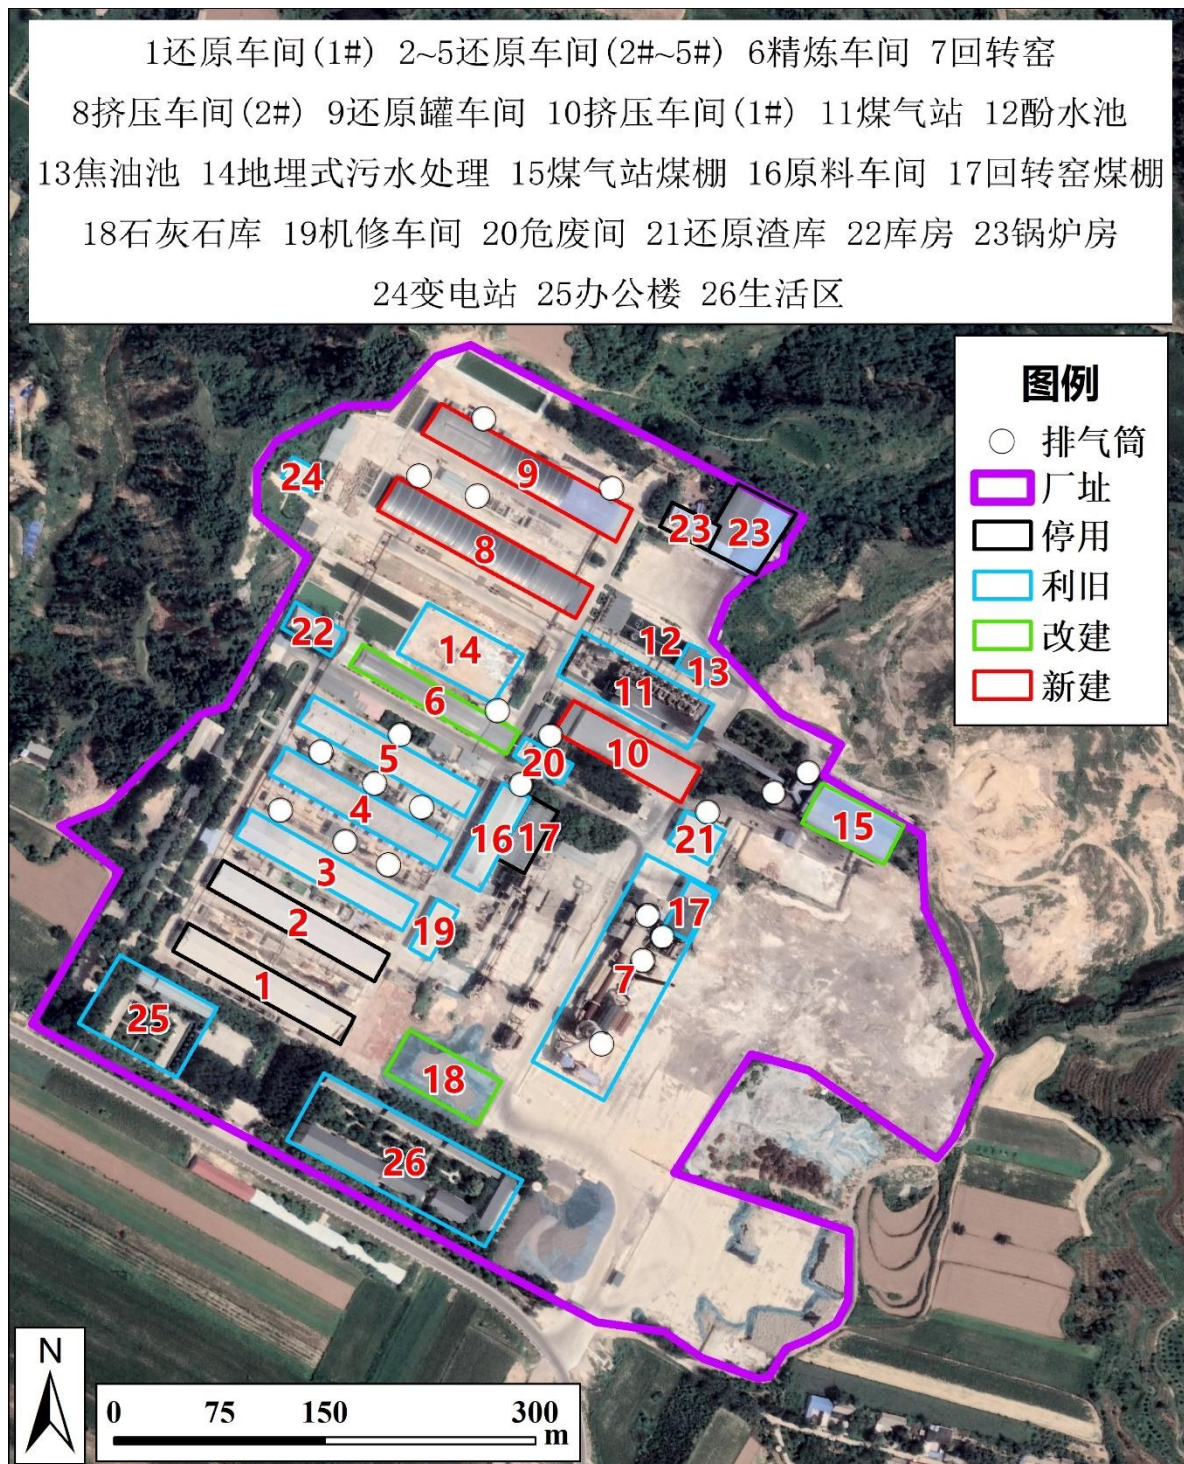 1还原车间(1#) 2~5还原车间(2#~5#) 6精炼车间 7回转窑
8挤压车间(2#) 9还原罐车间 10挤压车间(1#) 11煤气站 12酚水池
13焦油池 14地埋式污水处理 15煤气站煤棚 16原料车间 17回转窑煤棚
18石灰石库 19机修车间 20危废间 21还原渣库 22库房 23锅炉房
24变电站 25办公楼 26生活区
图例
排气筒
厂址
停用
利旧
改建
新建
9
24
23
23
8
22
14
12
13
6
11
5
10
20
4
15
16
17
21
3
17
19
2
7
1
25
18
26
N
0 75 150 300
m